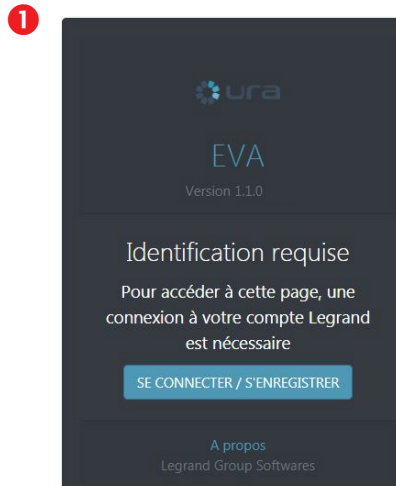 1
ura
EVA
Version 1.1.0
Identification requise
Pour accéder à cette page, une
connexion à votre compte Legrand
est nécessaire
SE CONNECTER / S'ENREGISTRER
A propos
Legrand Group Softwares